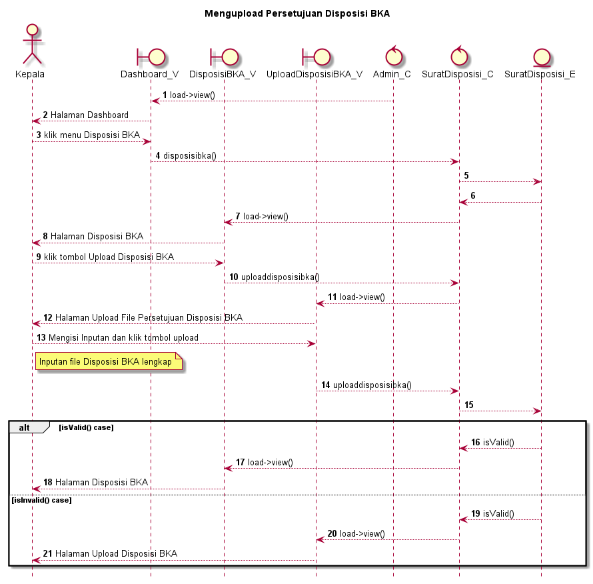 Mengupload Persetujuan Disposisi BKA
Kepala Dashboard_V DisposisiBKA_V UploadDisposisiBKA_V Admin_C SuratDisposisi_C SuratDisposisi_E
1 load->view()
2 Halaman Dashboard
3 klik menu Disposisi BKA
4 disposisibka()
5
6
7 load->view()
8 Halaman Disposisi BKA
9 klik tombol Upload Disposisi BKA
10 uploaddisposisibka()
11 load->view()
12 Halaman Upload File Persetujuan Disposisi BKA
13 Mengisi Inputan dan klik tombol upload
Inputan file Disposisi BKA lengkap
14 uploaddisposisibka()
15
alt [isValid() case]
16 isValid()
17 load->view()
18 Halaman Disposisi BKA
[isInvalid() case]
19 isValid()
20 load->view()
21 Halaman Upload Disposisi BKA